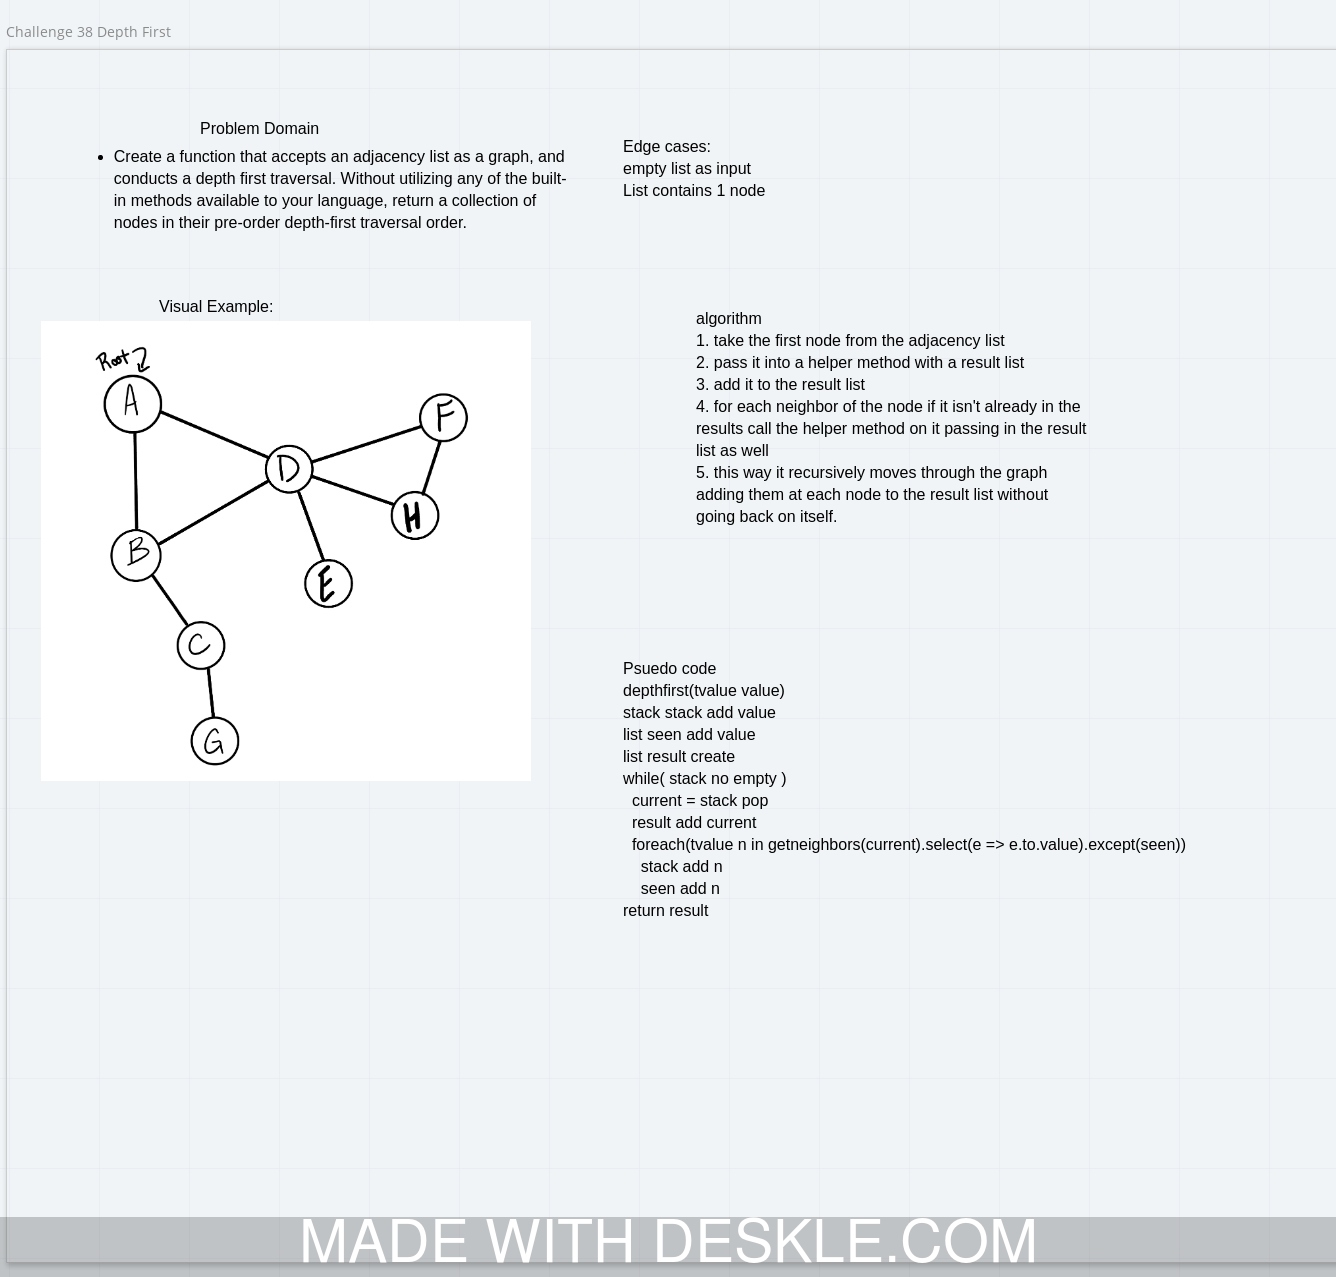 Challenge 38 Depth First
Problem Domain
Create a function that accepts an adjacency list as a graph, and
conducts a depth first traversal. Without utilizing any of the built-
in methods available to your language, return a collection of
nodes in their pre-order depth-first traversal order.
Edge cases:
empty list as input
List contains 1 node
Visual Example:
Root
A
F
D
H
B
E
C
G
algorithm
1. take the first node from the adjacency list
2. pass it into a helper method with a result list
3. add it to the result list
4. for each neighbor of the node if it isn't already in the
results call the helper method on it passing in the result
list as well
5. this way it recursively moves through the graph
adding them at each node to the result list without
going back on itself.
Psuedo code
depthfirst(tvalue value)
stack stack add value
list seen add value
list result create
while( stack no empty )
current = stack pop
result add current
foreach(tvalue n in getneighbors(current).select(e => e.to.value).except(seen))
stack add n
seen add n
return result
MADE WITH DESKLE.COM